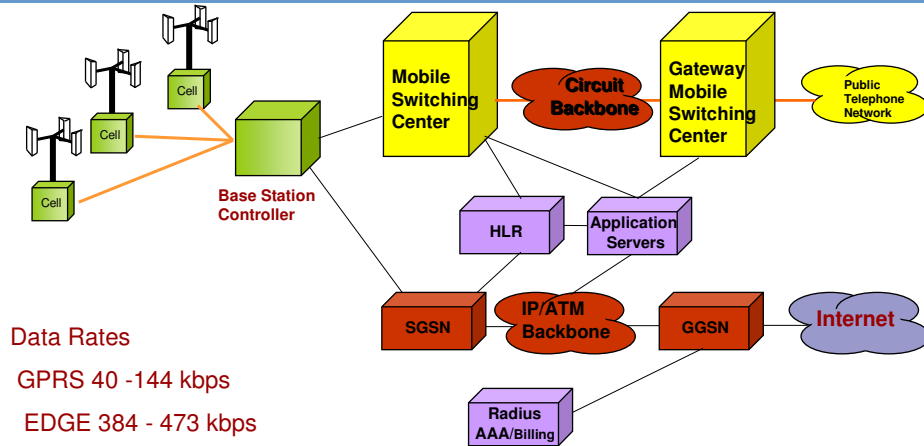 Cell
Cell
Cell
Base Station
Controller
Mobile
Switching
Center
Circuit
Backbone
Gateway
Mobile
Switching
Center
Public
Telephone
Network
HLR
Application
Servers
SGSN
IP/ATM
Backbone
GGSN
Internet
Radius
AAA/Billing
Data Rates
GPRS 40 -144 kbps
EDGE 384 - 473 kbps